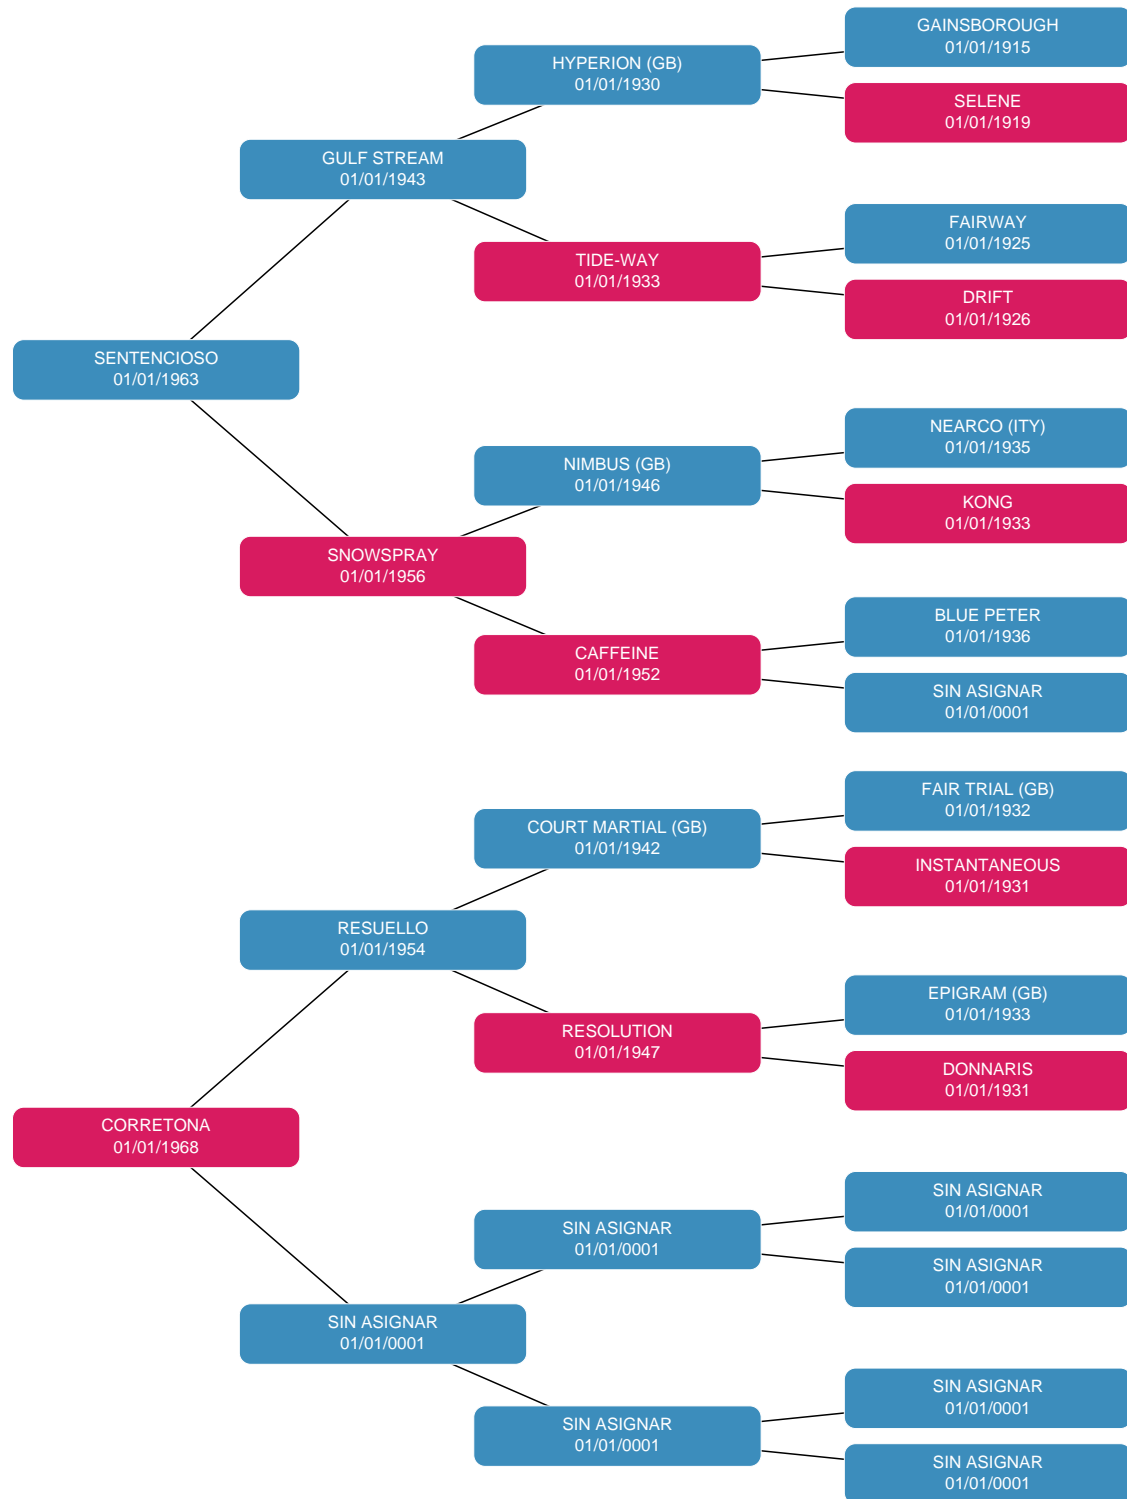 GAINSBOROUGH
01/01/1915
HYPERION (GB)
01/01/1930
SELENE
01/01/1919
GULF STREAM
01/01/1943
FAIRWAY
01/01/1925
TIDE-WAY
01/01/1933
DRIFT
01/01/1926
SENTENCIOSO
01/01/1963
NEARCO (ITY)
01/01/1935
NIMBUS (GB)
01/01/1946
KONG
01/01/1933
SNOWSPRAY
01/01/1956
BLUE PETER
01/01/1936
CAFFEINE
01/01/1952
SIN ASIGNAR
01/01/0001
FAIR TRIAL (GB)
01/01/1932
COURT MARTIAL (GB)
01/01/1942
INSTANTANEOUS
01/01/1931
RESUELLO
01/01/1954
EPIGRAM (GB)
01/01/1933
RESOLUTION
01/01/1947
DONNARIS
01/01/1931
CORRETONA
01/01/1968
SIN ASIGNAR
01/01/0001
SIN ASIGNAR
01/01/0001
SIN ASIGNAR
01/01/0001
SIN ASIGNAR
01/01/0001
SIN ASIGNAR
01/01/0001
SIN ASIGNAR
01/01/0001
SIN ASIGNAR
01/01/0001